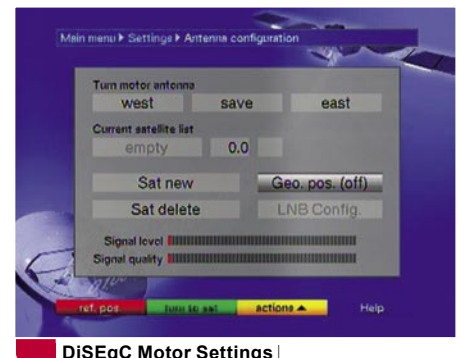 Main menu ▸ Settings ▸ Antenna configuration
Turn motor antenna
west save east
Current satellite list
empty 0.0
Sat new Geo. pos. (off)
Sat delete LNB Config.
Signal level
Signal quality
ref. pos. turn to sat actions ▲ Help
DiSEqC Motor Settings